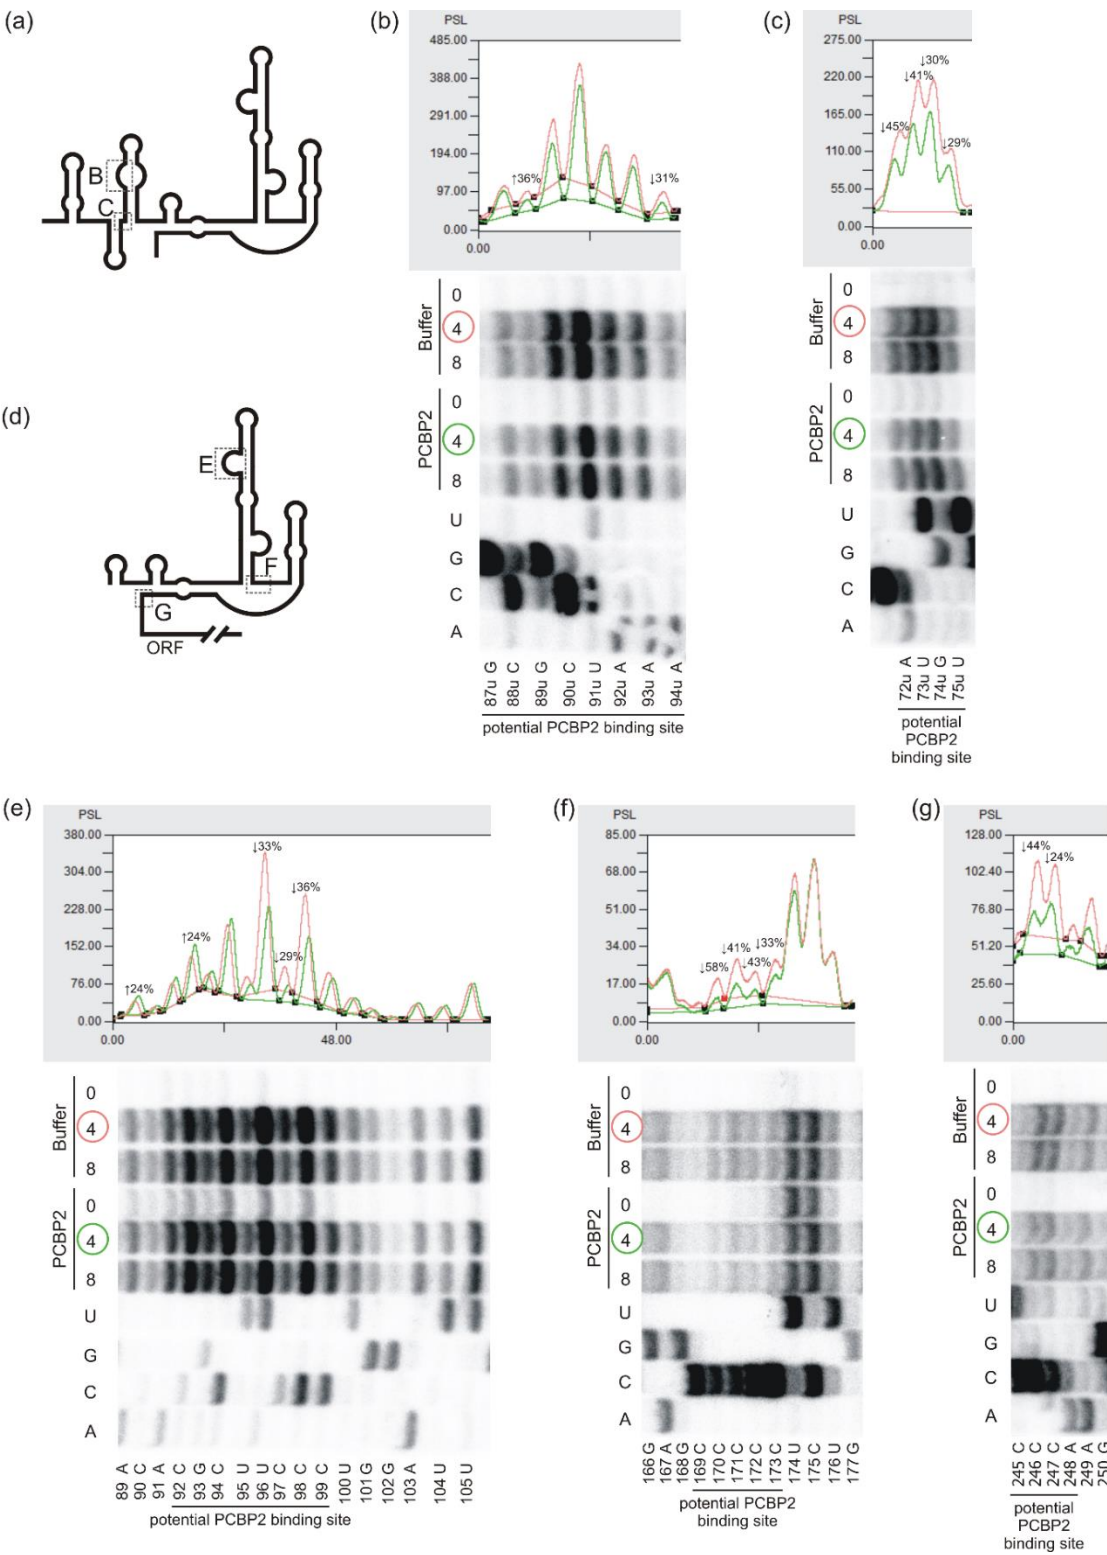 (a)
B
C
(b)
PSL
485.00
388.00
291.00
194.00
97.00
0.00
0.00
↑36%
↓31%
Buffer
0
4
8
PCBP2
0
4
8
U
G
C
A
87u G
88u C
89u G
90u C
91u U
92u A
93u A
94u A
potential PCBP2 binding site
(c)
PSL
275.00
220.00
165.00
110.00
55.00
0.00
0.00
↓30%
↓41%
↓45%
↓29%
Buffer
0
4
8
PCBP2
0
4
8
U
G
C
A
72u A
73u U
74u G
75u U
potential
PCBP2
binding site
(d)
E
F
G
ORF
(e)
PSL
380.00
304.00
228.00
152.00
76.00
0.00
0.00
48.00
↑24%
↑24%
↓33%
↓29%
↓36%
Buffer
0
4
8
PCBP2
0
4
8
U
G
C
A
89 A
90 C
91 A
92 C
93 G
94 C
95 U
96 U
97 C
98 C
99 C
100 U
101 G
102 G
103 A
104 U
105 U
potential PCBP2 binding site
(f)
PSL
85.00
68.00
51.00
34.00
17.00
0.00
0.00
↓58%
↓41%
↓43%
↓33%
Buffer
0
4
8
PCBP2
0
4
8
U
G
C
A
166 G
167 A
168 G
169 C
170 C
171 C
172 C
173 C
174 U
175 C
176 U
177 G
potential PCBP2
binding site
(g)
PSL
128.00
102.40
76.80
51.20
25.60
0.00
0.00
↓44%
↓24%
Buffer
0
4
8
PCBP2
0
4
8
U
G
C
A
245 C
246 C
247 C
248 A
249 A
250 G
potential
PCBP2
binding site